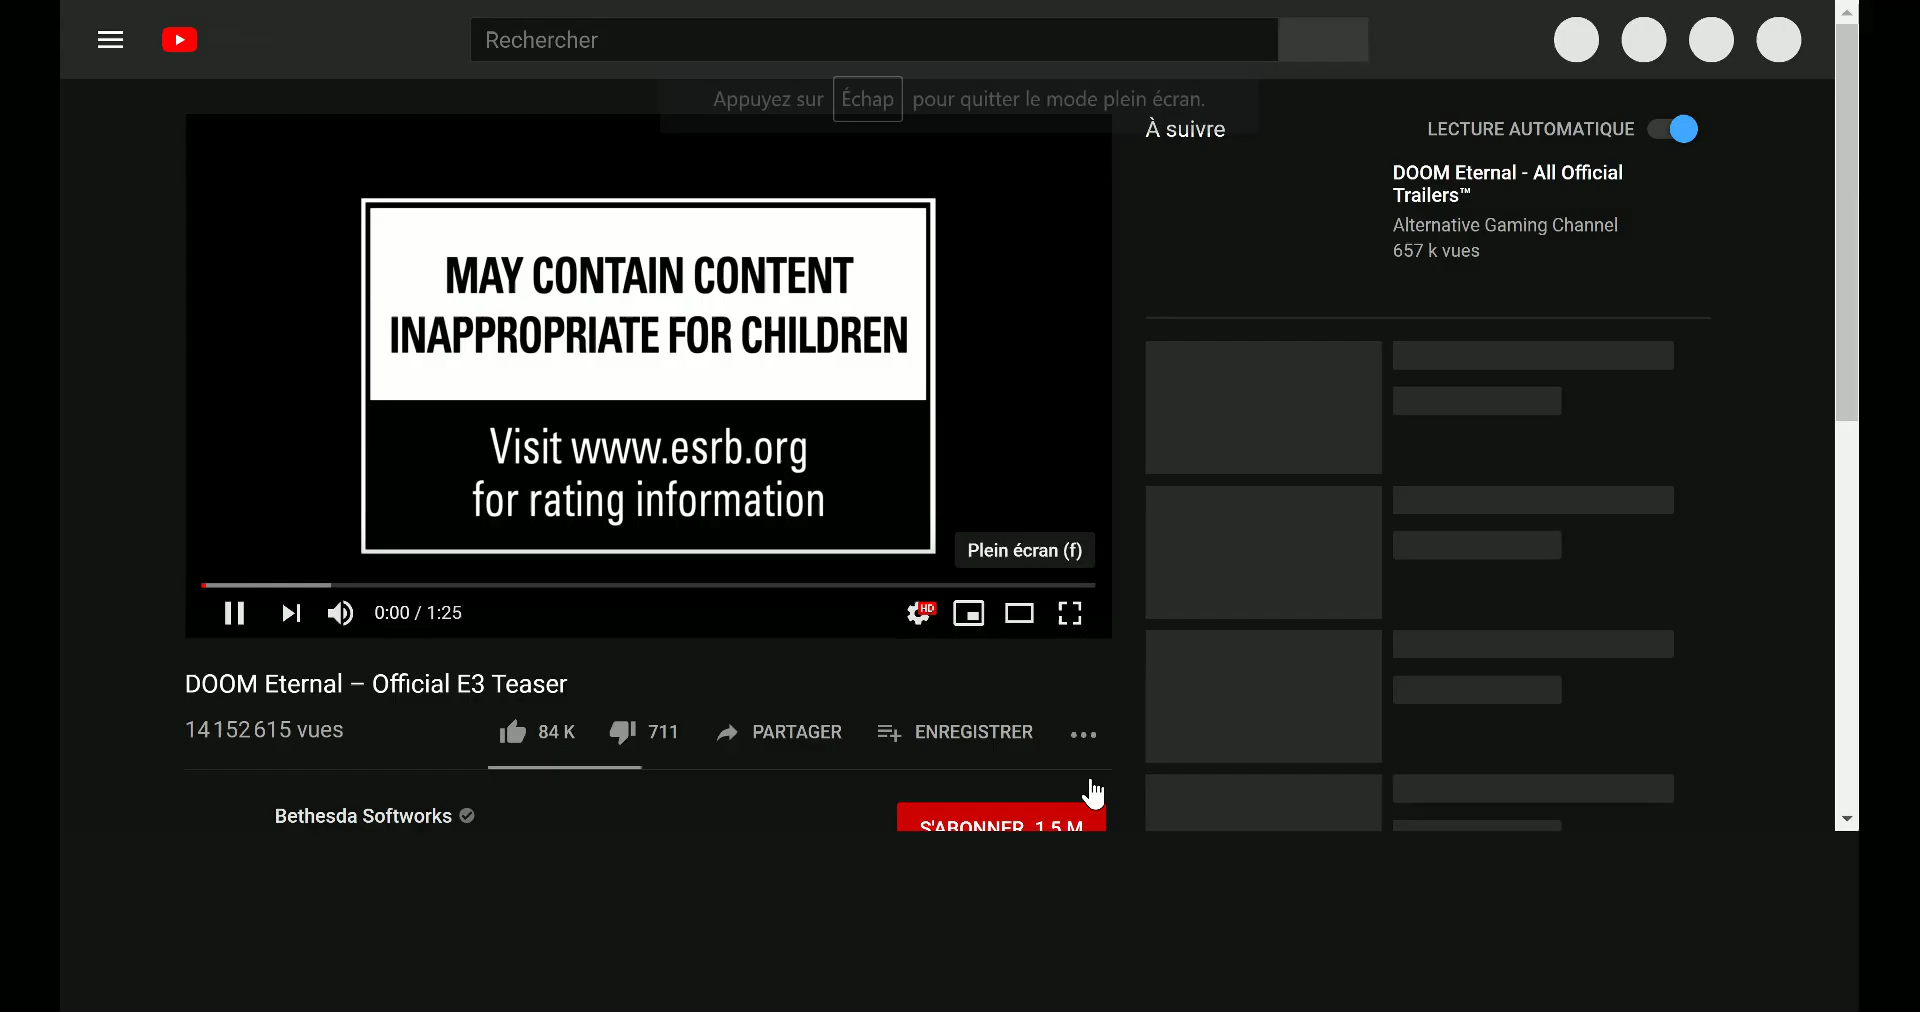 Rechercher
Appuyez sur Échap pour quitter le mode plein écran.
À suivre
LECTURE AUTOMATIQUE
DOOM Eternal - All Official
Trailers™
Alternative Gaming Channel
657 k vues
MAY CONTAIN CONTENT
INAPPROPRIATE FOR CHILDREN
Visit www.esrb.org
for rating information
Plein écran (f)
0:00 / 1:25
HD
DOOM Eternal – Official E3 Teaser
14 152 615 vues
84 K
711
PARTAGER
ENREGISTRER
Bethesda Softworks
S'ABONNER 1,5 M